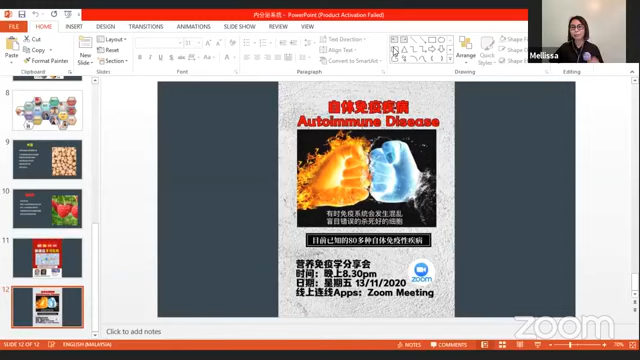 内分泌系统 - PowerPoint (Product Activation Failed)
FILE HOME INSERT DESIGN TRANSITIONS ANIMATIONS SLIDE SHOW REVIEW VIEW
Cut
Copy
Format Painter
Paste
Clipboard
New Slide
Layout
Reset
Section
Slides
Font
Text Direction
Align Text
Convert to SmartArt
Paragraph
Arrange
Quick
Drawing
Editing
Mellissa
8
9
10
11
12
自体免疫疾病
Autoimmune Disease
有时免疫系统会发生混乱
盲目错误的杀死好的细胞
目前已知的80多种自体免疫性疾病
营养免疫学分享会
时间：晚上8.30pm
日期：星期五 13/11/2020
线上连线Apps：Zoom Meeting
zoom
Click to add notes
SLIDE 12 OF 12 ENGLISH (MALAYSIA) NOTES COMMENTS 70%
zoom